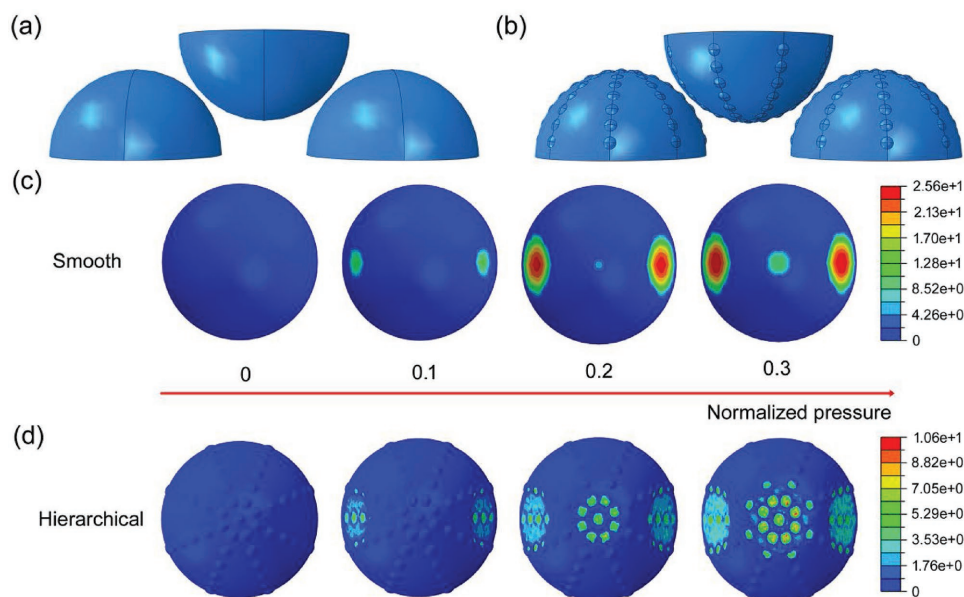 (a)
(b)
(c)
Smooth
2.56e+1
2.13e+1
1.70e+1
1.28e+1
8.52e+0
4.26e+0
0
0
0.1
0.2
0.3
Normalized pressure
(d)
Hierarchical
1.06e+1
8.82e+0
7.05e+0
5.29e+0
3.53e+0
1.76e+0
0